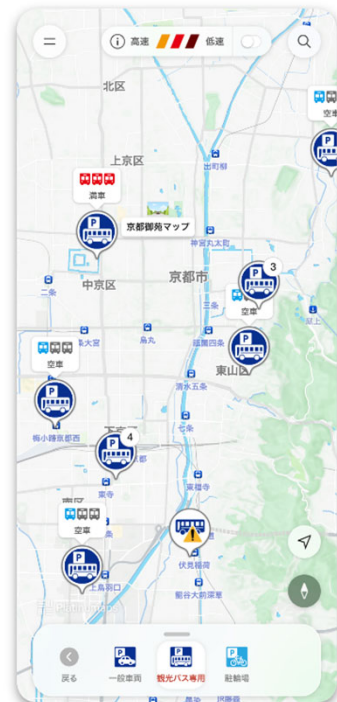 高速 低速
北区
空車
上京区
出町柳
満車
京都御苑マップ
神宮丸太町
中京区
京都市
3
二条
三条
空車
蹴上
烏丸
祇園四条
空車
東山区
清水五条
梅小路京都西
七条
4
東寺
東福寺
空車
伏見稲荷
上鳥羽口
龍谷大前深草
戻る
一般車両
観光バス専用
駐輪場